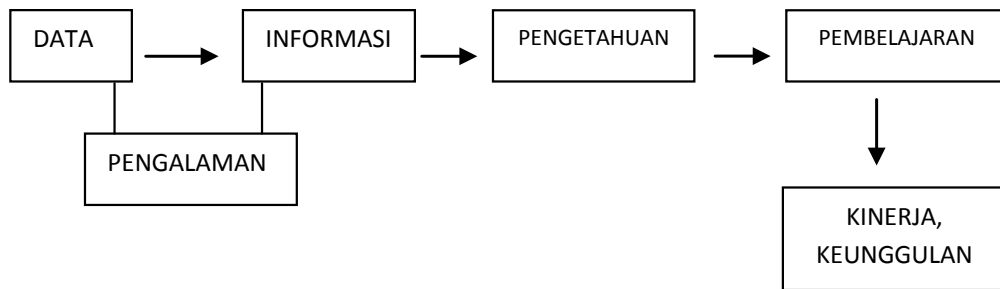 DATA
INFORMASI
PENGETAHUAN
PEMBELAJARAN
PENGALAMAN
KINERJA,
KEUNGGULAN